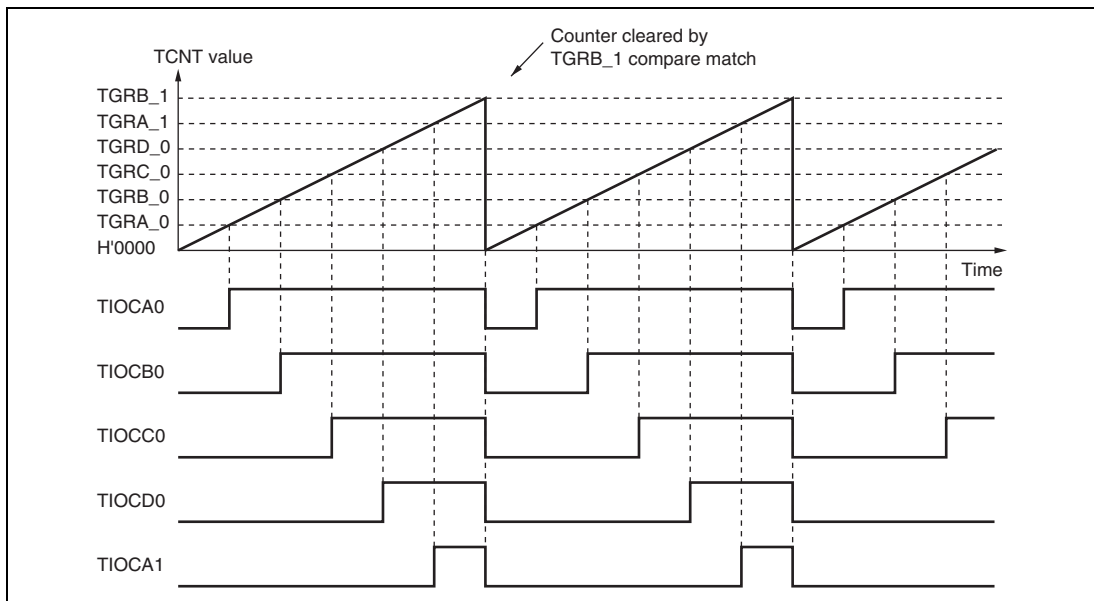 Counter cleared by
TGRB_1 compare match
TCNT value
TGRB_1
TGRA_1
TGRD_0
TGRC_0
TGRB_0
TGRA_0
H'0000
Time
TIOCA0
TIOCB0
TIOCC0
TIOCD0
TIOCA1